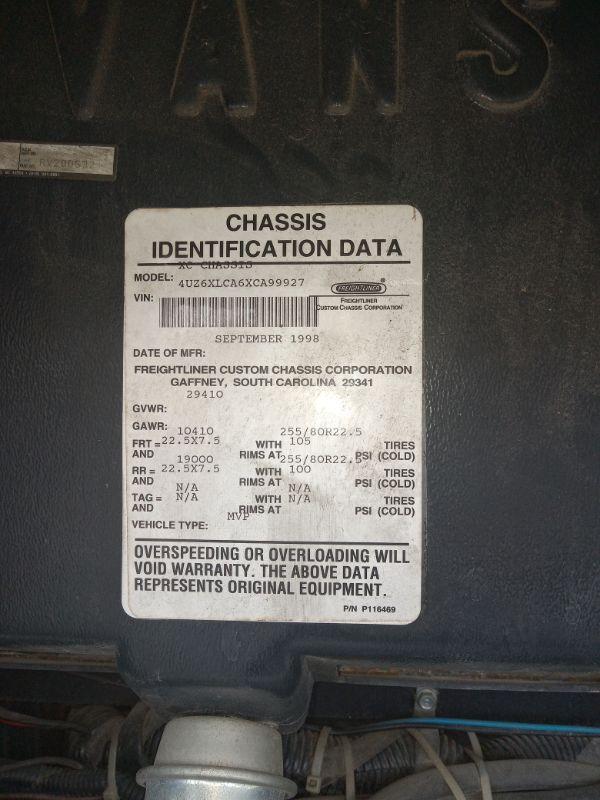 VANS
RV200S32
CHASSIS
IDENTIFICATION DATA
XC CHASSIS
MODEL:
4UZ6XLCA6XCA99927
VIN:
FREIGHTLINER®
FREIGHTLINER
CUSTOM CHASSIS CORPORATION
SEPTEMBER 1998
DATE OF MFR:
FREIGHTLINER CUSTOM CHASSIS CORPORATION
GAFFNEY, SOUTH CAROLINA 29341
29410
GVWR:
GAWR: 10410 255/80R22.5
FRT = 22.5X7.5 WITH 105 TIRES
AND 19000 RIMS AT 255/80R22.5 PSI (COLD)
RR = 22.5X7.5 WITH 100 TIRES
AND N/A RIMS AT N/A PSI (COLD)
TAG = N/A WITH N/A TIRES
AND RIMS AT PSI (COLD)
MVP
VEHICLE TYPE:
OVERSPEEDING OR OVERLOADING WILL
VOID WARRANTY. THE ABOVE DATA
REPRESENTS ORIGINAL EQUIPMENT.
P/N P116469